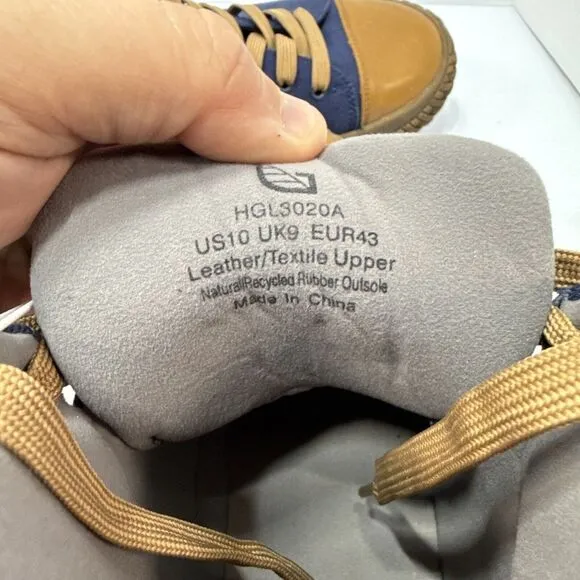 HGL3020A
US10 UK9 EUR43
Leather/Textile Upper
Natural/Recycled Rubber Outsole
Made In China